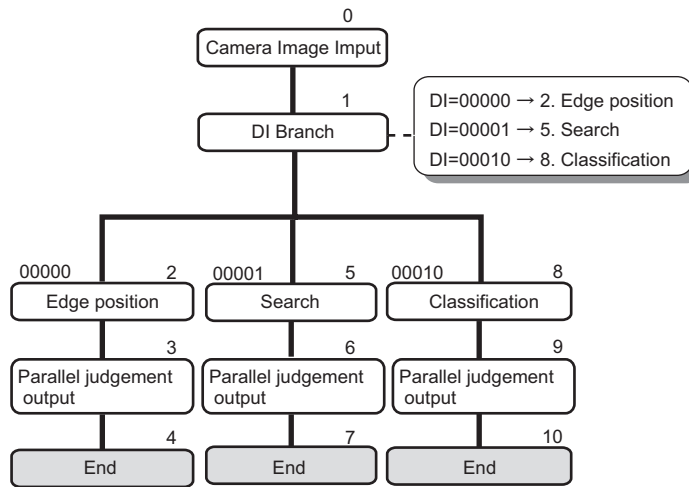 0
Camera Image Imput
1
DI Branch
DI=00000 → 2. Edge position
DI=00001 → 5. Search
DI=00010 → 8. Classification
00000 2 00001 5 00010 8
Edge position Search Classification
3 6 9
Parallel judgement Parallel judgement Parallel judgement
output output output
4 7 10
End End End